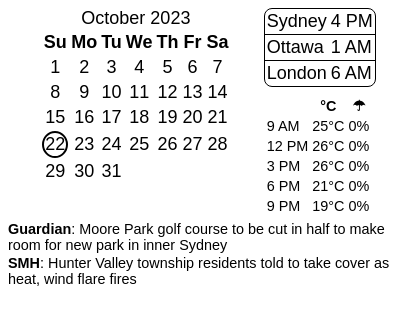 October 2023
Su Mo Tu We Th Fr Sa
1 2 3 4 5 6 7
8 9 10 11 12 13 14
15 16 17 18 19 20 21
22 23 24 25 26 27 28
29 30 31
Sydney 4 PM
Ottawa 1 AM
London 6 AM
°C ☂
9 AM 25°C 0%
12 PM 26°C 0%
3 PM 26°C 0%
6 PM 21°C 0%
9 PM 19°C 0%
Guardian: Moore Park golf course to be cut in half to make
room for new park in inner Sydney
SMH: Hunter Valley township residents told to take cover as
heat, wind flare fires